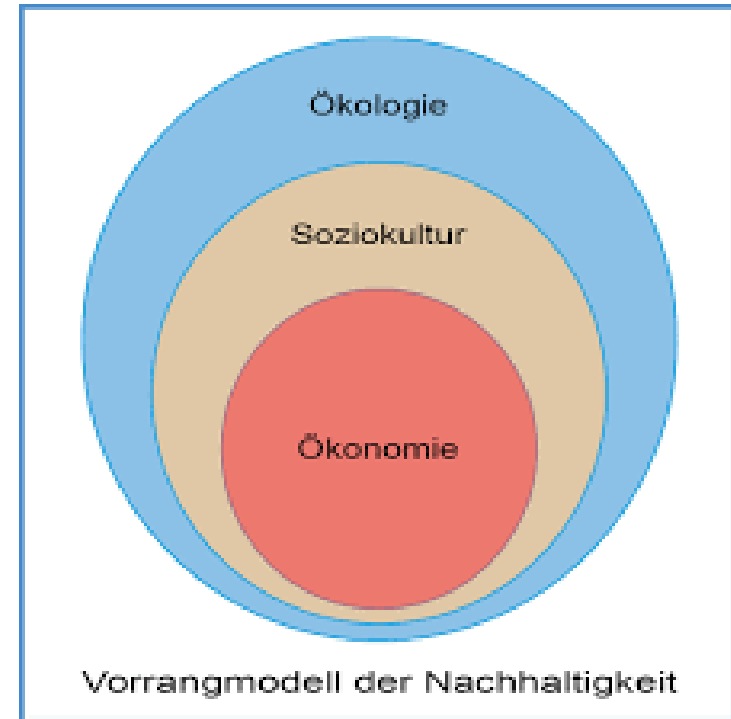 Ökologie
Soziokultur
Ökonomie
Vorrangmodell der Nachhaltigkeit